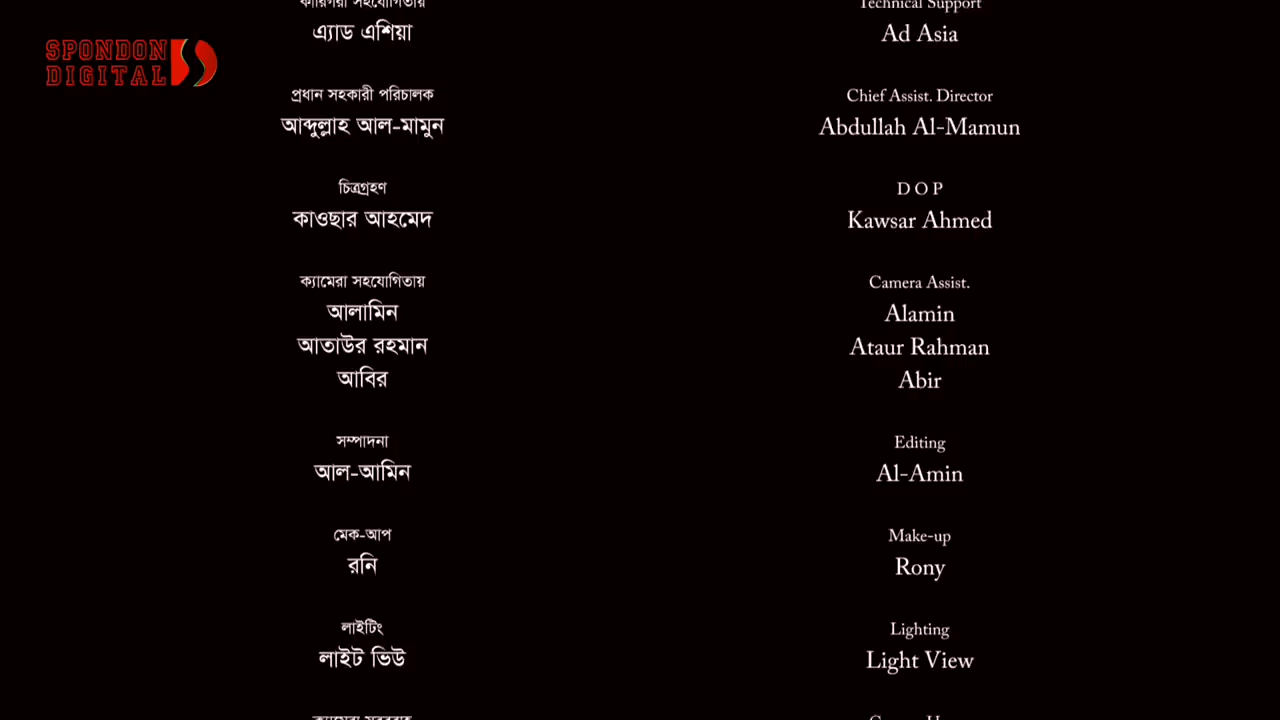 SPONDON
DIGITAL
কারিগরী সহযোগিতায়
এ্যাড এশিয়া
প্রধান সহকারী পরিচালক
আব্দুল্লাহ আল-মামুন
চিত্রগ্রহণ
কাওছার আহমেদ
ক্যামেরা সহযোগিতায়
আলামিন
আতাউর রহমান
আবির
সম্পাদনা
আল-আমিন
মেক-আপ
রনি
লাইটিং
লাইট ভিউ
Technical Support
Ad Asia
Chief Assist. Director
Abdullah Al-Mamun
D O P
Kawsar Ahmed
Camera Assist.
Alamin
Ataur Rahman
Abir
Editing
Al-Amin
Make-up
Rony
Lighting
Light View